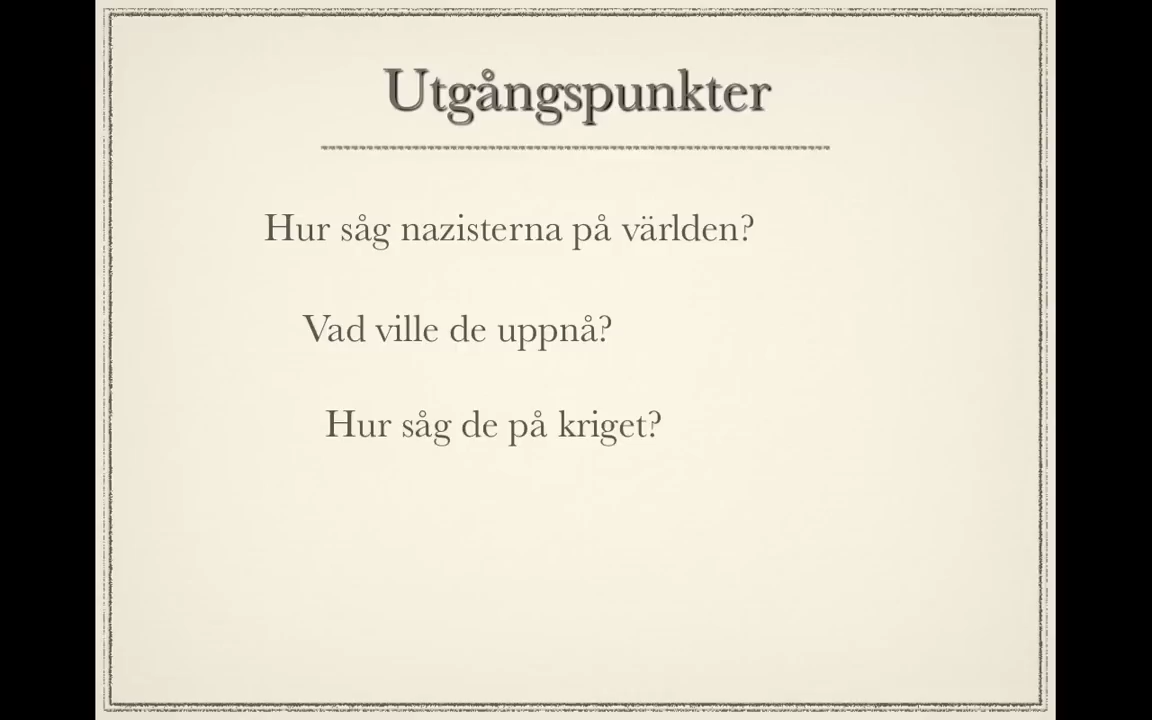 Utgångspunkter
Hur såg nazisterna på världen?
Vad ville de uppnå?
Hur såg de på kriget?